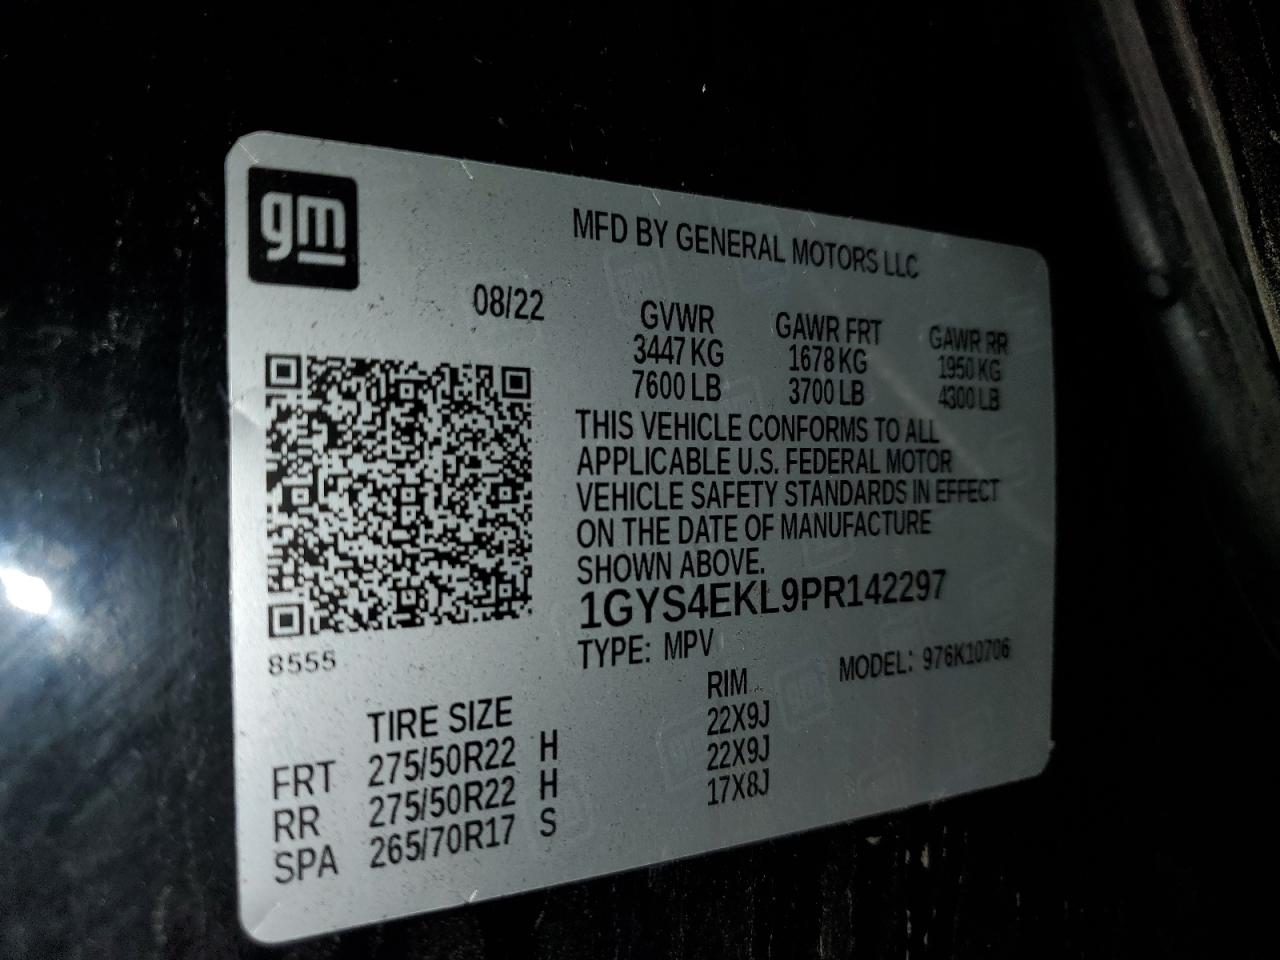 gm
MFD BY GENERAL MOTORS LLC
08/22
GVWR GAWR FRT GAWR RR
3447 KG 1678 KG 1950 KG
7600 LB 3700 LB 4300 LB
THIS VEHICLE CONFORMS TO ALL
APPLICABLE U.S. FEDERAL MOTOR
VEHICLE SAFETY STANDARDS IN EFFECT
ON THE DATE OF MANUFACTURE
SHOWN ABOVE.
1GYS4EKL9PR142297
TYPE: MPV MODEL: 976K10706
8555
TIRE SIZE RIM
FRT 275/50R22 H 22X9J
RR 275/50R22 H 22X9J
SPA 265/70R17 S 17X8J